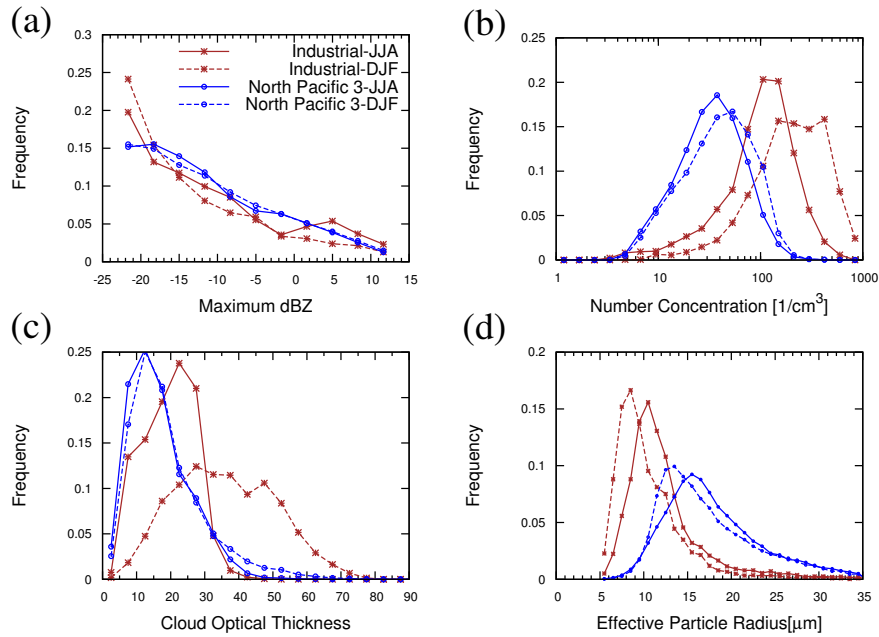 (a)
0.3
0.25
0.2
0.15
0.1
0.05
0
Frequency
-25 -20 -15 -10 -5 0 5 10 15
Maximum dBZ
Industrial-JJA
Industrial-DJF
North Pacific 3-JJA
North Pacific 3-DJF
(b)
0.25
0.2
0.15
0.1
0.05
0
Frequency
1 10 100 1000
Number Concentration [1/cm³]
(c)
0.25
0.2
0.15
0.1
0.05
0
Frequency
0 10 20 30 40 50 60 70 80 90
Cloud Optical Thickness
(d)
0.2
0.15
0.1
0.05
0
Frequency
0 5 10 15 20 25 30 35
Effective Particle Radius[μm]